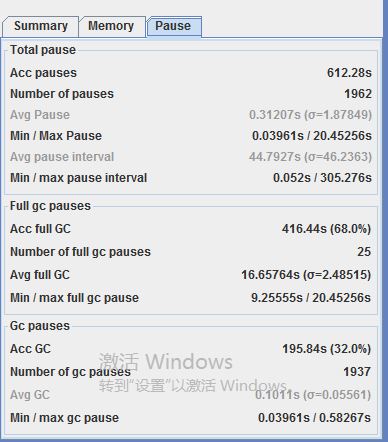 Summary Memory Pause
Total pause
Acc pauses 612.28s
Number of pauses 1962
Avg Pause 0.31207s (σ=1.87849)
Min / Max Pause 0.03961s / 20.45256s
Avg pause interval 44.7927s (σ=46.2363)
Min / max pause interval 0.052s / 305.276s
Full gc pauses
Acc full GC 416.44s (68.0%)
Number of full gc pauses 25
Avg full GC 16.65764s (σ=2.48515)
Min / max full gc pause 9.25555s / 20.45256s
Gc pauses
Acc GC 195.84s (32.0%)
激活 Windows
Number of gc pauses 1937
转到"设置"以激活 Windows。
Avg GC 0.1011s (σ=0.05561)
Min / max gc pause 0.03961s / 0.58267s